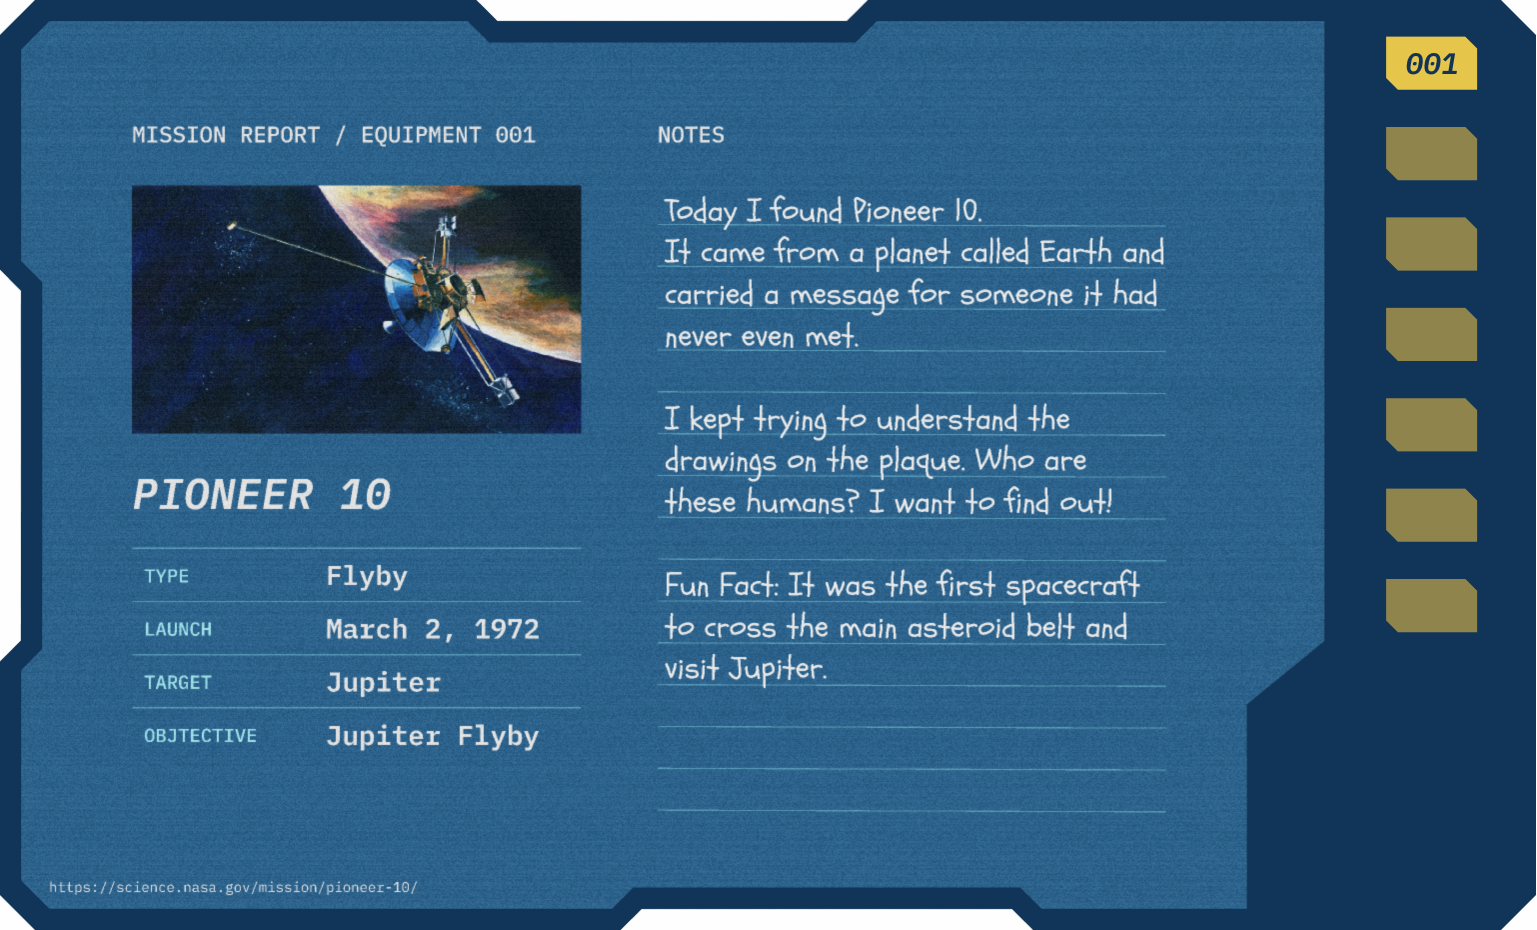 MISSION REPORT / EQUIPMENT 001
PIONEER 10
TYPE Flyby
LAUNCH March 2, 1972
TARGET Jupiter
OBJTECTIVE Jupiter Flyby
NOTES
Today I found Pioneer 10.
It came from a planet called Earth and
carried a message for someone it had
never even met.
I kept trying to understand the
drawings on the plaque. Who are
these humans? I want to find out!
Fun Fact: It was the first spacecraft
to cross the main asteroid belt and
visit Jupiter.
001
https://science.nasa.gov/mission/pioneer-10/